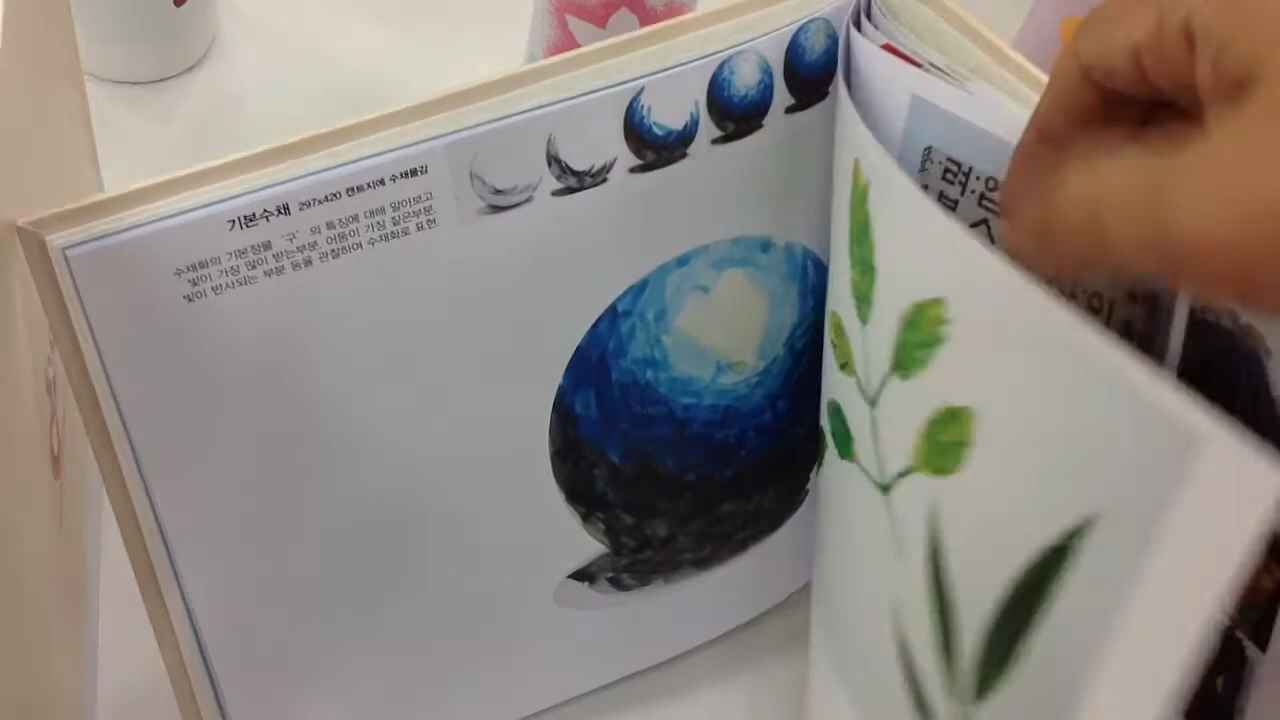 기본수채 297x420 켄트지에 수채물감
수채화의 기본정물 '구' 의 특징에 대해 알아보고
빛이 가장 많이 받는부분, 어둠이 가장 짙은부분,
빛이 반사되는 부분 등을 관찰하여 수채화로 표현.